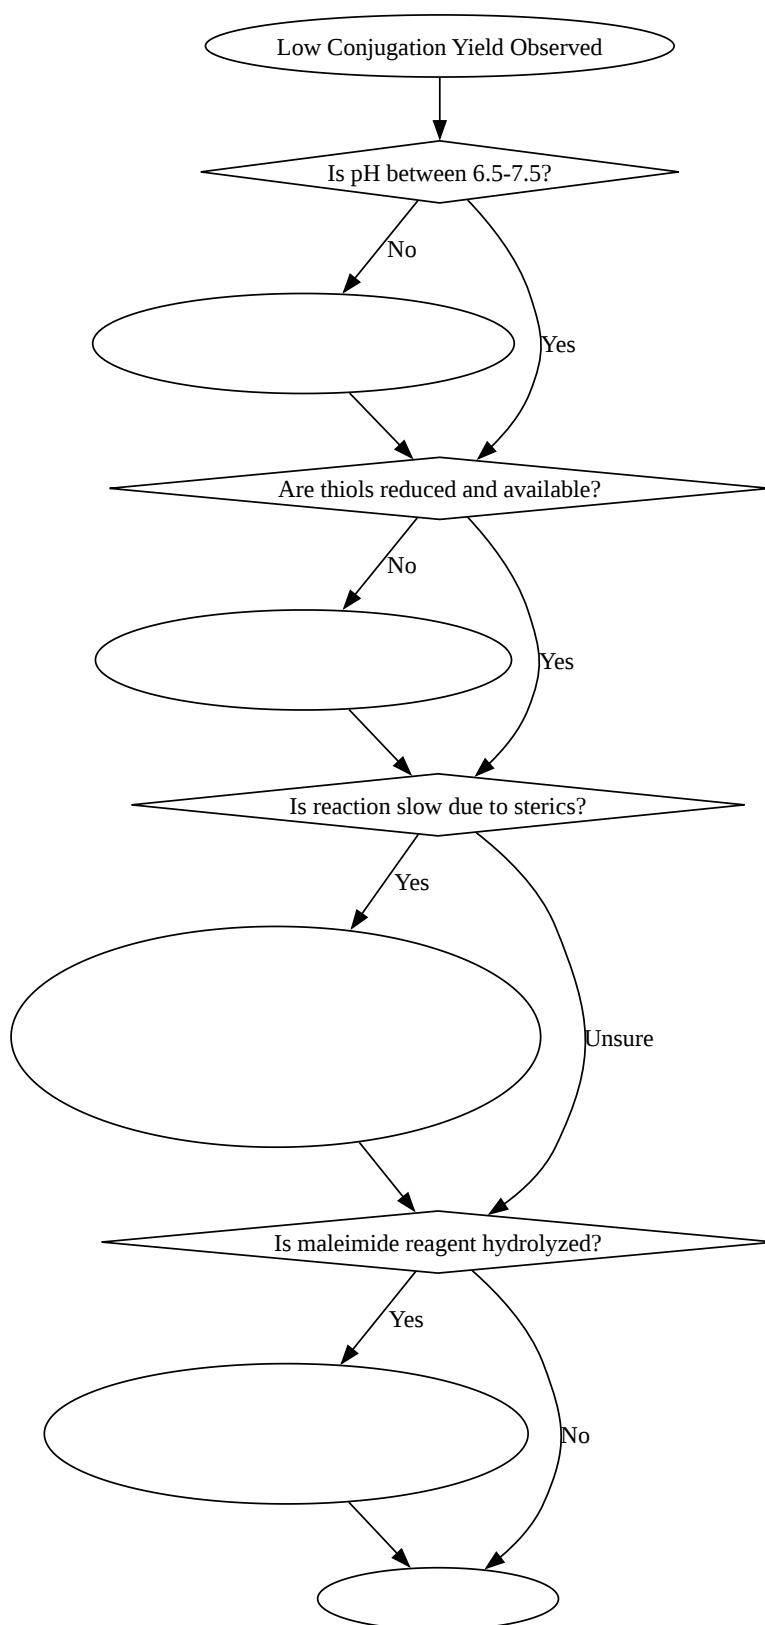 Low Conjugation Yield Observed
Is pH between 6.5-7.5?
No
Yes
Are thiols reduced and available?
No
Yes
Is reaction slow due to sterics?
Yes
Unsure
Is maleimide reagent hydrolyzed?
Yes
No